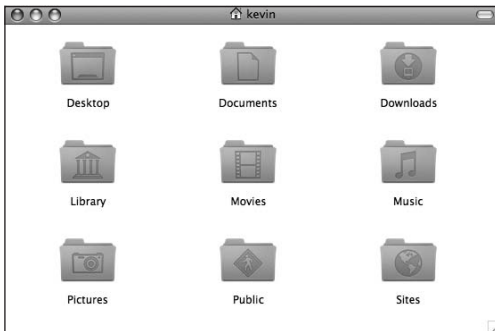 kevin
Desktop Documents Downloads
Library Movies Music
Pictures Public Sites